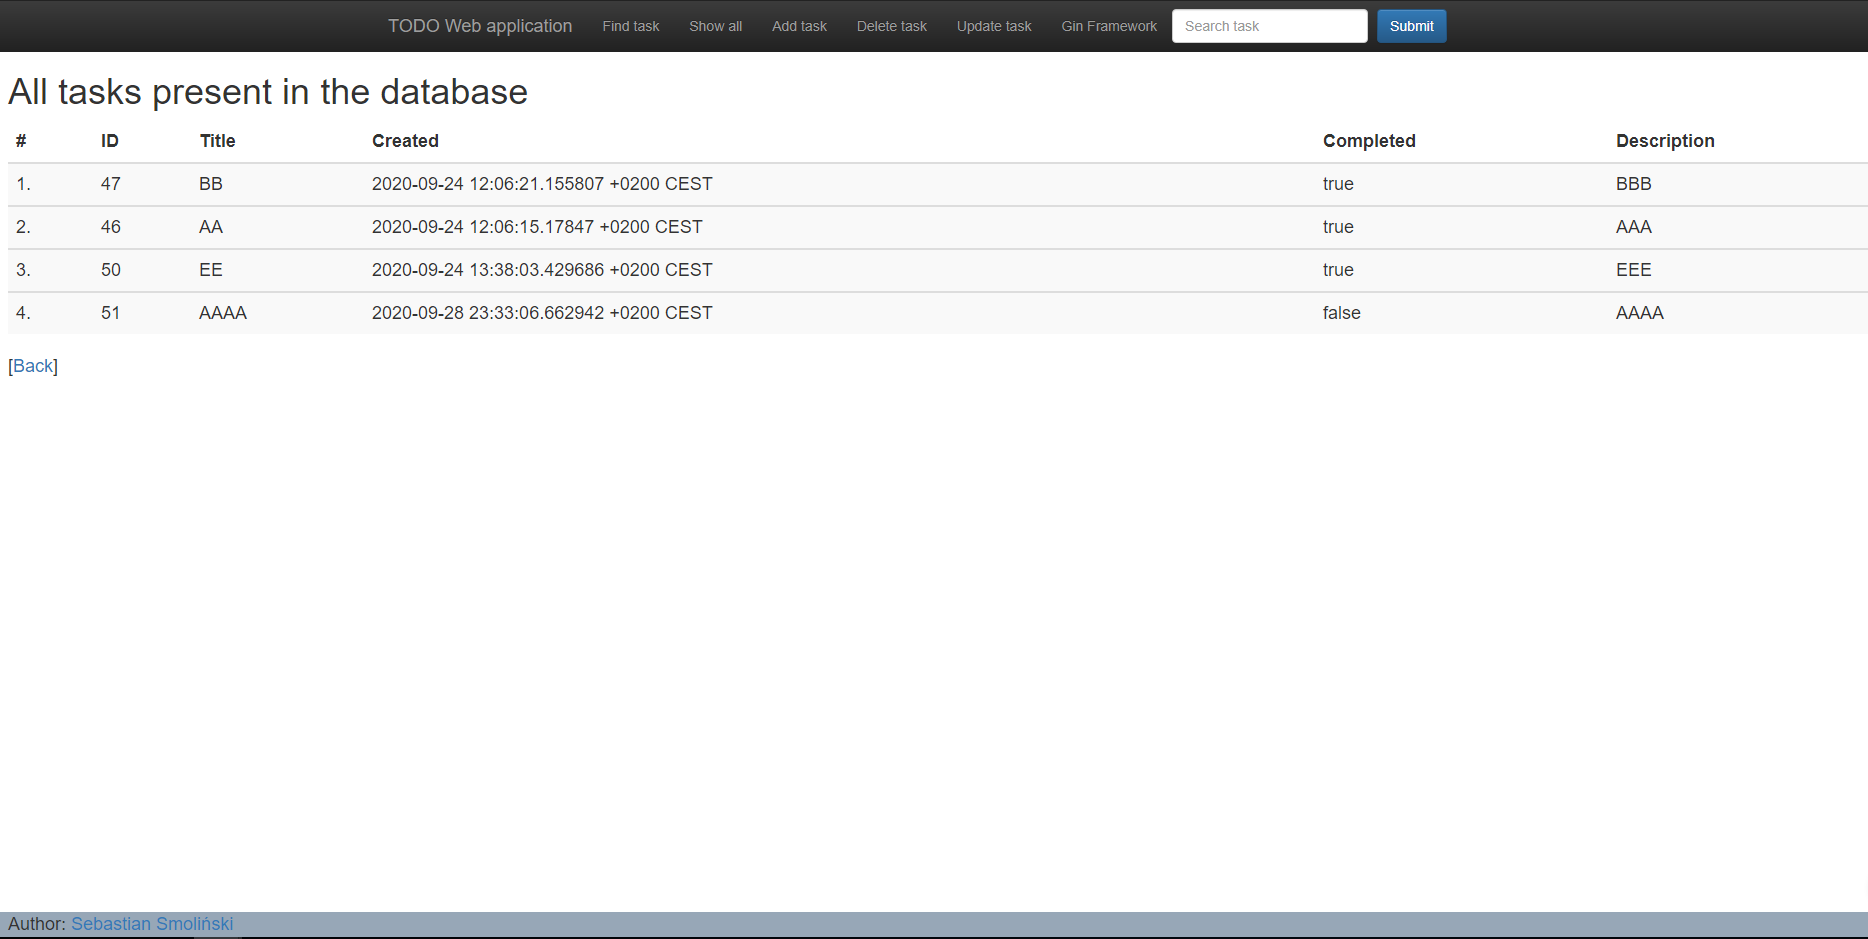 TODO Web application Find task Show all Add task Delete task Update task Gin Framework Search task Submit
All tasks present in the database
# ID Title Created Completed Description
1. 47 BB 2020-09-24 12:06:21.155807 +0200 CEST true BBB
2. 46 AA 2020-09-24 12:06:15.17847 +0200 CEST true AAA
3. 50 EE 2020-09-24 13:38:03.429686 +0200 CEST true EEE
4. 51 AAAA 2020-09-28 23:33:06.662942 +0200 CEST false AAAA
[Back]
Author: Sebastian Smoliński